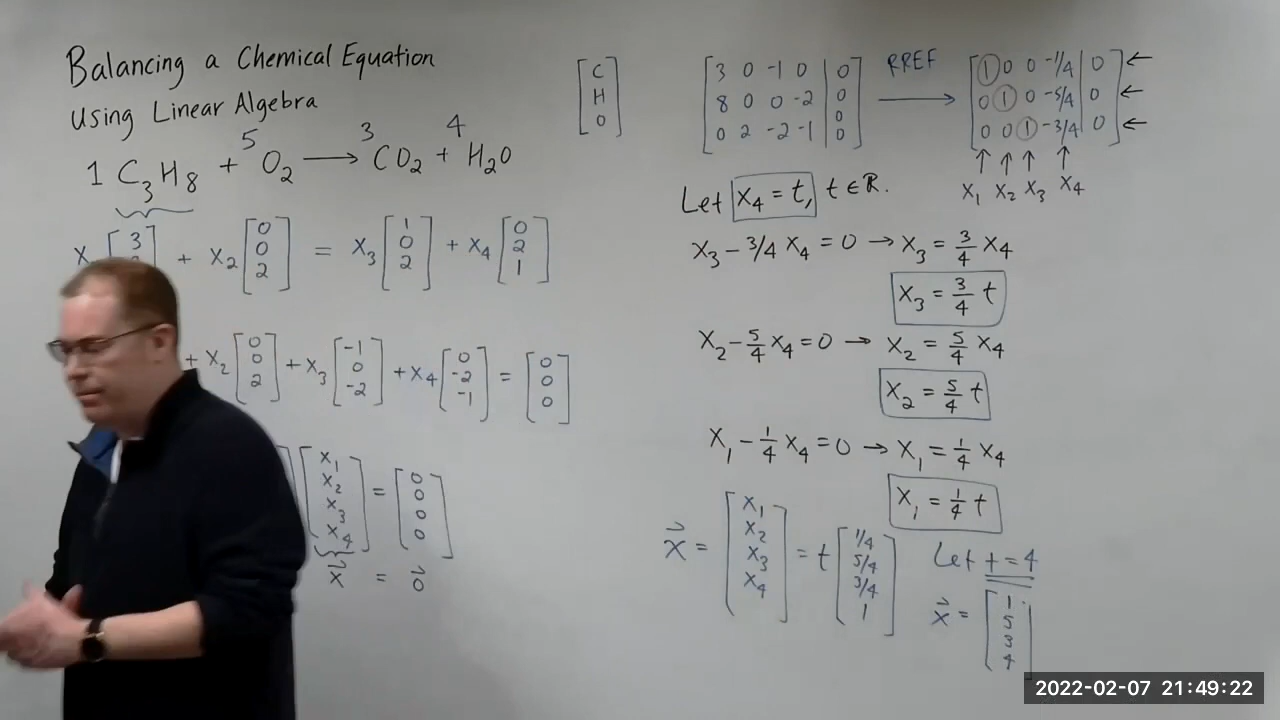 Balancing a Chemical Equation
Using Linear Algebra
1 C₃H₈ + 5 O₂ ⟶ 3 CO₂ + 4 H₂O
[3] + x₂ [0 0 2] = x₃ [1 0 2] + x₄ [0 2 1]
+ x₂ [0 0 2] + x₃ [-1 0 -2] + x₄ [0 -2 -1] = [0 0 0]
[x₁ x₂ x₃ x₄] = [0 0 0 0]
x⃗ = 0⃗
[C H O]
[3 0 -1 0 | 0] RREF [1 0 0 -1/4 | 0] ←
[8 0 0 -2 | 0] ⟶ [0 1 0 -5/4 | 0] ←
[0 2 -2 -1 | 0 0] [0 0 1 -3/4 | 0] ←
↑ ↑ ↑ ↑
x₁ x₂ x₃ x₄
Let x₄ = t, t ∈ ℝ.
x₃ - 3/4 x₄ = 0 → x₃ = 3/4 x₄
x₃ = 3/4 t
x₂ - 5/4 x₄ = 0 → x₂ = 5/4 x₄
x₂ = 5/4 t
x₁ - 1/4 x₄ = 0 → x₁ = 1/4 x₄
x₁ = 1/4 t
x⃗ = [x₁ x₂ x₃ x₄] = t [1/4 5/4 3/4 1]
Let t = 4
x⃗ = [1 5 3 4]
2022-02-07 21:49:22